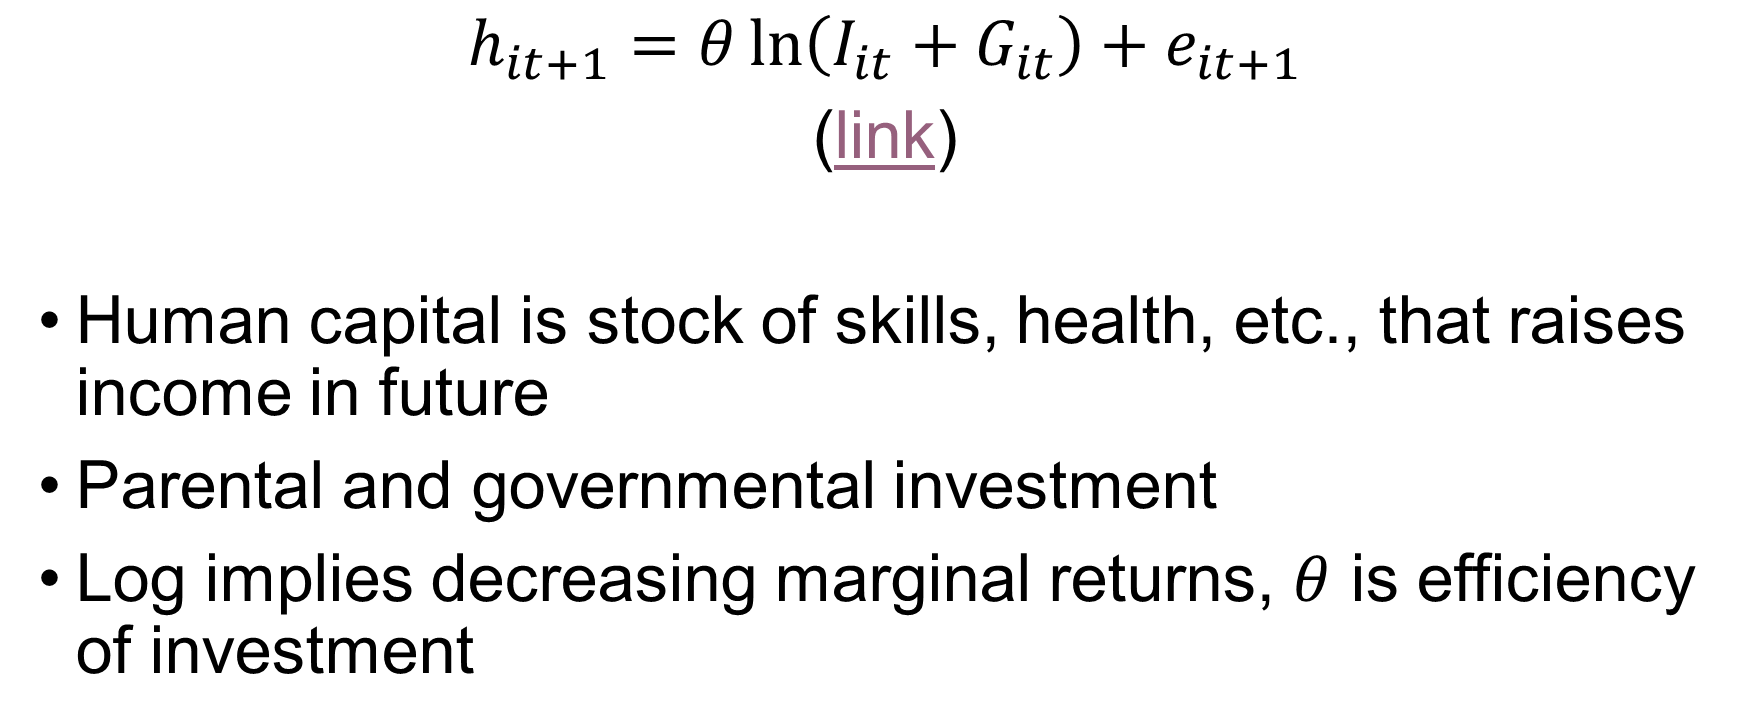 h_{it+1} = θ ln(I_{it} + G_{it}) + e_{it+1}
(link)
• Human capital is stock of skills, health, etc., that raises
income in future
• Parental and governmental investment
• Log implies decreasing marginal returns, θ is efficiency
of investment